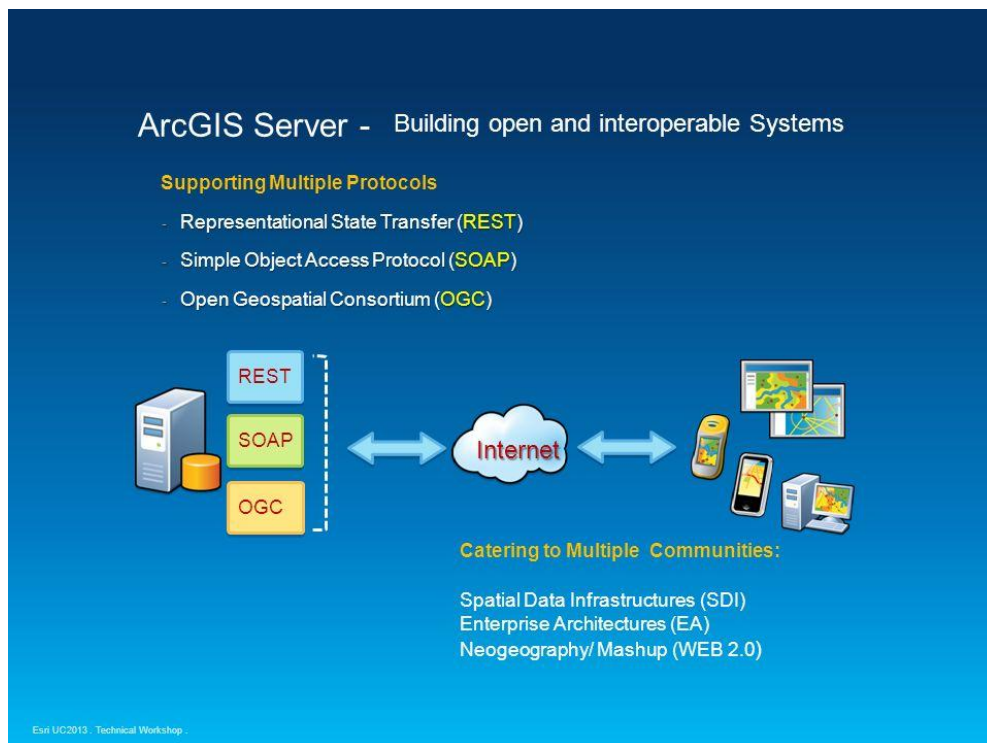 ArcGIS Server - Building open and interoperable Systems
Supporting Multiple Protocols
- Representational State Transfer (REST)
- Simple Object Access Protocol (SOAP)
- Open Geospatial Consortium (OGC)
REST
SOAP
OGC
Internet
Catering to Multiple Communities:
Spatial Data Infrastructures (SDI)
Enterprise Architectures (EA)
Neogeography/ Mashup (WEB 2.0)
Esri UC2013 . Technical Workshop .